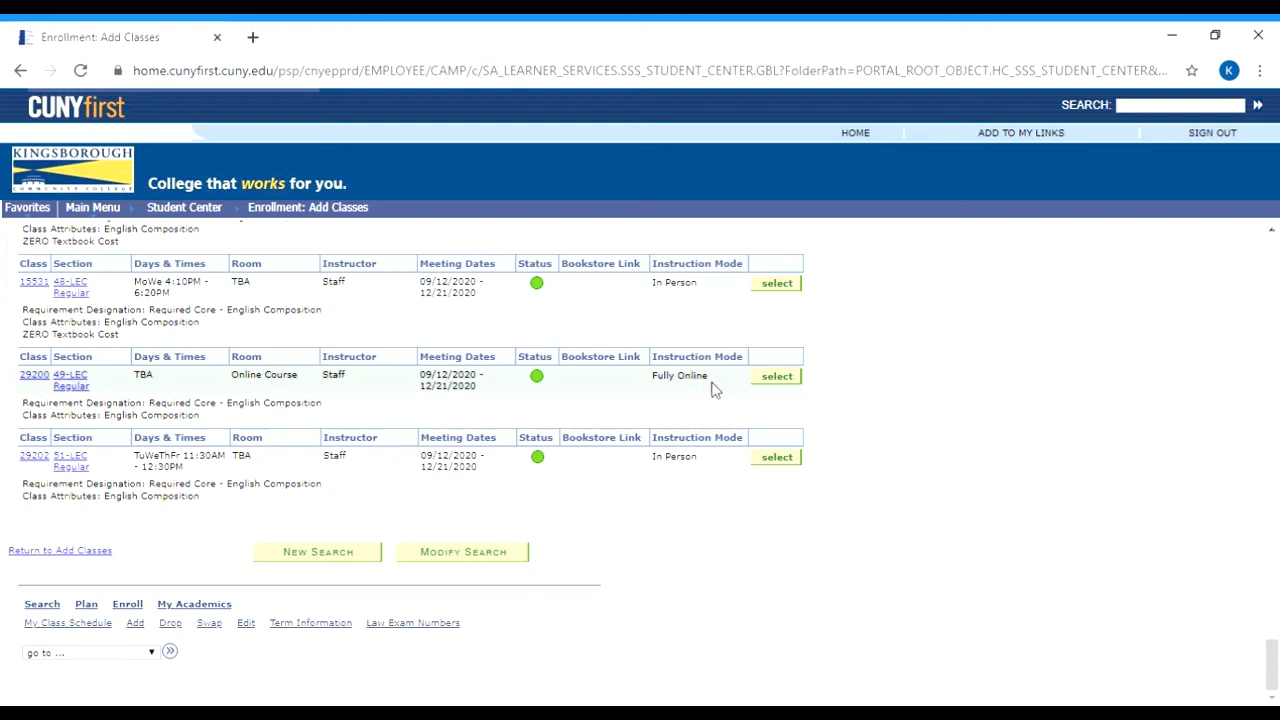 Enrollment: Add Classes
home.cunyfirst.cuny.edu/psp/cnyepprd/EMPLOYEE/CAMP/c/SA_LEARNER_SERVICES.SSS_STUDENT_CENTER.GBL?FolderPath=PORTAL_ROOT_OBJECT.HC_SSS_STUDENT_CENTER&... K
CUNYfirst SEARCH:
HOME ADD TO MY LINKS SIGN OUT
KINGSBOROUGH
COMMUNITY COLLEGE
College that works for you.
Favorites Main Menu Student Center Enrollment: Add Classes
Class Attributes: English Composition
ZERO Textbook Cost
Class Section Days & Times Room Instructor Meeting Dates Status Bookstore Link Instruction Mode
15531 48-LEC MoWe 4:10PM - TBA Staff 09/12/2020 - In Person select
Regular 6:20PM 12/21/2020
Requirement Designation: Required Core - English Composition
Class Attributes: English Composition
ZERO Textbook Cost
Class Section Days & Times Room Instructor Meeting Dates Status Bookstore Link Instruction Mode
29200 49-LEC TBA Online Course Staff 09/12/2020 - Fully Online select
Regular 12/21/2020
Requirement Designation: Required Core - English Composition
Class Attributes: English Composition
Class Section Days & Times Room Instructor Meeting Dates Status Bookstore Link Instruction Mode
29202 51-LEC TuWeThFr 11:30AM TBA Staff 09/12/2020 - In Person select
Regular - 12:30PM 12/21/2020
Requirement Designation: Required Core - English Composition
Class Attributes: English Composition
Return to Add Classes NEW SEARCH MODIFY SEARCH
Search Plan Enroll My Academics
My Class Schedule Add Drop Swap Edit Term Information Law Exam Numbers
go to ...